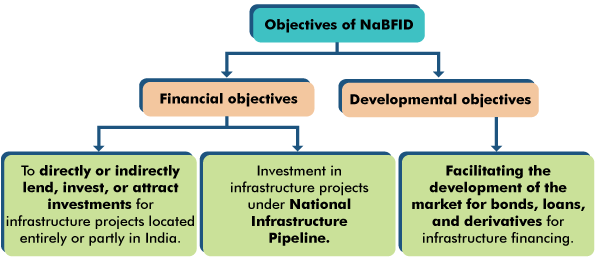 Objectives of NaBFID
Financial objectives
Developmental objectives
To directly or indirectly
lend, invest, or attract
investments for
infrastructure projects located
entirely or partly in India.
Investment in
infrastructure projects
under National
Infrastructure
Pipeline.
Facilitating the
development of the
market for bonds, loans,
and derivatives for
infrastructure financing.